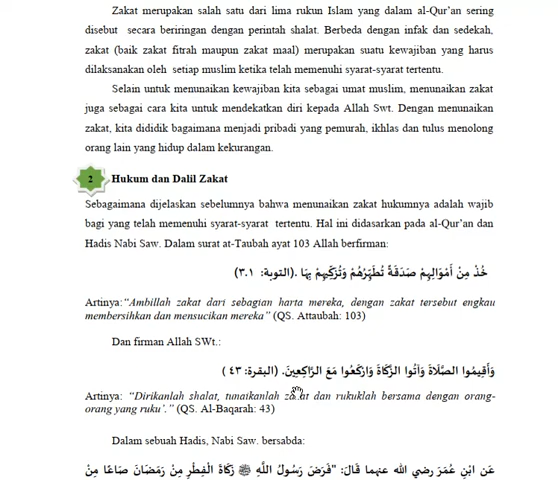 Zakat merupakan salah satu dari lima rukun Islam yang dalam al-Qur'an sering
disebut secara beriringan dengan perintah shalat. Berbeda dengan infak dan sedekah,
zakat (baik zakat fitrah maupun zakat maal) merupakan suatu kewajiban yang harus
dilaksanakan oleh setiap muslim ketika telah memenuhi syarat-syarat tertentu.
Selain untuk menunaikan kewajiban kita sebagai umat muslim, menunaikan zakat
juga sebagai cara kita untuk mendekatkan diri kepada Allah Swt. Dengan menunaikan
zakat, kita dididik bagaimana menjadi pribadi yang pemurah, ikhlas dan tulus menolong
orang lain yang hidup dalam kekurangan.
2 Hukum dan Dalil Zakat
Sebagaimana dijelaskan sebelumnya bahwa menunaikan zakat hukumnya adalah wajib
bagi yang telah memenuhi syarat-syarat tertentu. Hal ini didasarkan pada al-Qur'an dan
Hadis Nabi Saw. Dalam surat at-Taubah ayat 103 Allah berfirman:
خُذْ مِنْ أَمْوَالِهِمْ صَدَقَةً تُطَهِّرُهُمْ وَتُزَكِّيهِمْ بِهَا .(التوبة: ٣.١)
Artinya:"Ambillah zakat dari sebagian harta mereka, dengan zakat tersebut engkau
membersihkan dan mensucikan mereka" (QS. Attaubah: 103)
Dan firman Allah SWt.:
وَأَقِيمُوا الصَّلَاةَ وَآتُوا الزَّكَاةَ وَارْكَعُوا مَعَ الرَّاكِعِينَ. (البقرة: ٤٣ )
Artinya: "Dirikanlah shalat, tunaikanlah zakat dan rukuklah bersama dengan orang-
orang yang ruku'." (QS. Al-Baqarah: 43)
Dalam sebuah Hadis, Nabi Saw. bersabda:
عَن ابْنِ عُمَرَ رضي الله عنهما قَالَ: "فَرَضَ رَسُولُ اللَّهِ ﷺ زَكَاةَ الْفِطْرِ مِنْ رَمَضَانَ صَاعًا مِنْ